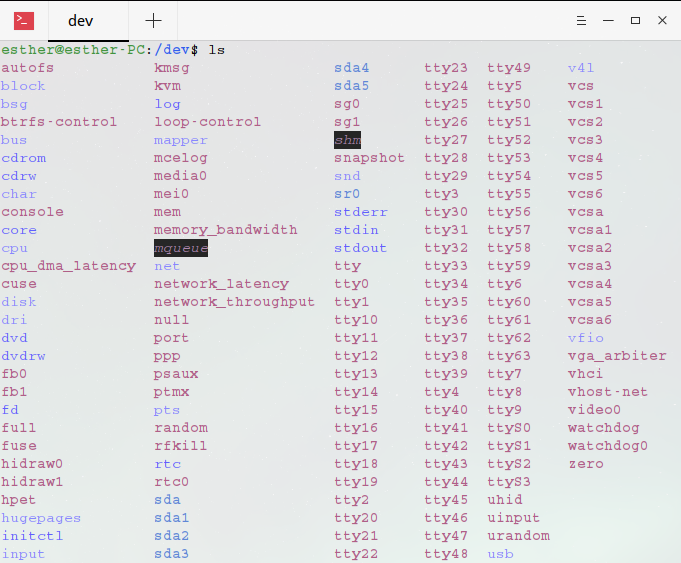 dev
esther@esther-PC:/dev$ ls
autofs kmsg sda4 tty23 tty49 v4l
block kvm sda5 tty24 tty5 vcs
bsg log sg0 tty25 tty50 vcs1
btrfs-control loop-control sg1 tty26 tty51 vcs2
bus mapper shm tty27 tty52 vcs3
cdrom mcelog snapshot tty28 tty53 vcs4
cdrw media0 snd tty29 tty54 vcs5
char mei0 sr0 tty3 tty55 vcs6
console mem stderr tty30 tty56 vcsa
core memory_bandwidth stdin tty31 tty57 vcsa1
cpu mqueue stdout tty32 tty58 vcsa2
cpu_dma_latency net tty tty33 tty59 vcsa3
cuse network_latency tty0 tty34 tty6 vcsa4
disk network_throughput tty1 tty35 tty60 vcsa5
dri null tty10 tty36 tty61 vcsa6
dvd port tty11 tty37 tty62 vfio
dvdrw ppp tty12 tty38 tty63 vga_arbiter
fb0 psaux tty13 tty39 tty7 vhci
fb1 ptmx tty14 tty4 tty8 vhost-net
fd pts tty15 tty40 tty9 video0
full random tty16 tty41 ttyS0 watchdog
fuse rfkill tty17 tty42 ttyS1 watchdog0
hidraw0 rtc tty18 tty43 ttyS2 zero
hidraw1 rtc0 tty19 tty44 ttyS3
hpet sda tty2 tty45 uhid
hugepages sda1 tty20 tty46 uinput
initctl sda2 tty21 tty47 urandom
input sda3 tty22 tty48 usb